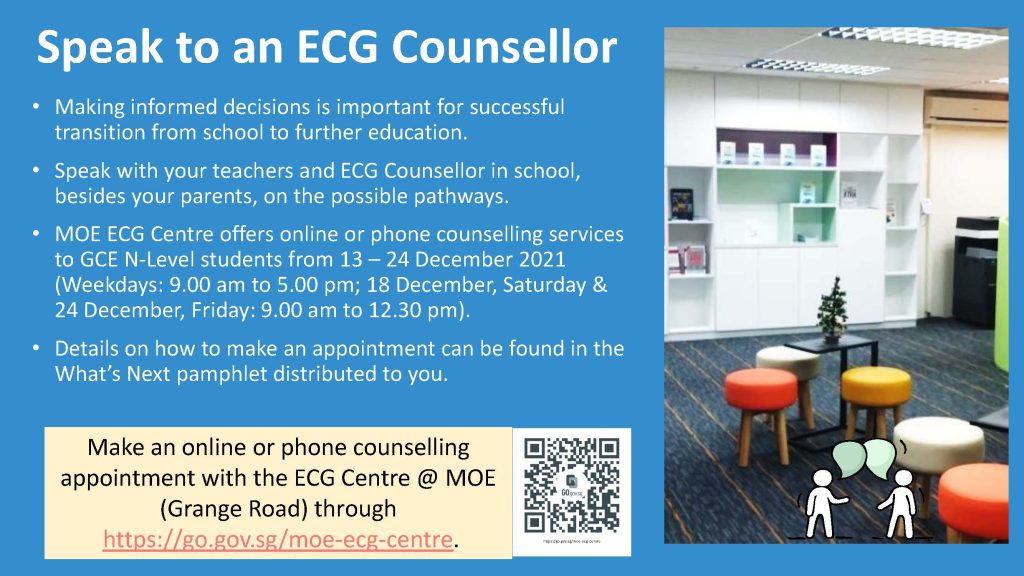 Speak to an ECG Counsellor
• Making informed decisions is important for successful
transition from school to further education.
• Speak with your teachers and ECG Counsellor in school,
besides your parents, on the possible pathways.
• MOE ECG Centre offers online or phone counselling services
to GCE N-Level students from 13 – 24 December 2021
(Weekdays: 9.00 am to 5.00 pm; 18 December, Saturday &
24 December, Friday: 9.00 am to 12.30 pm).
• Details on how to make an appointment can be found in the
What’s Next pamphlet distributed to you.
Make an online or phone counselling
appointment with the ECG Centre @ MOE
(Grange Road) through
https://go.gov.sg/moe-ecg-centre.
GO.gov.sg
https://go.gov.sg/moe-ecg-centre